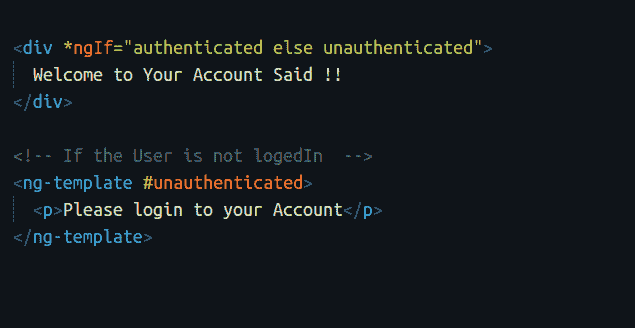 <div *ngIf="authenticated else unauthenticated">
Welcome to Your Account Said !!
</div>
<!-- If the User is not logedIn -->
<ng-template #unauthenticated>
<p>Please login to your Account</p>
</ng-template>